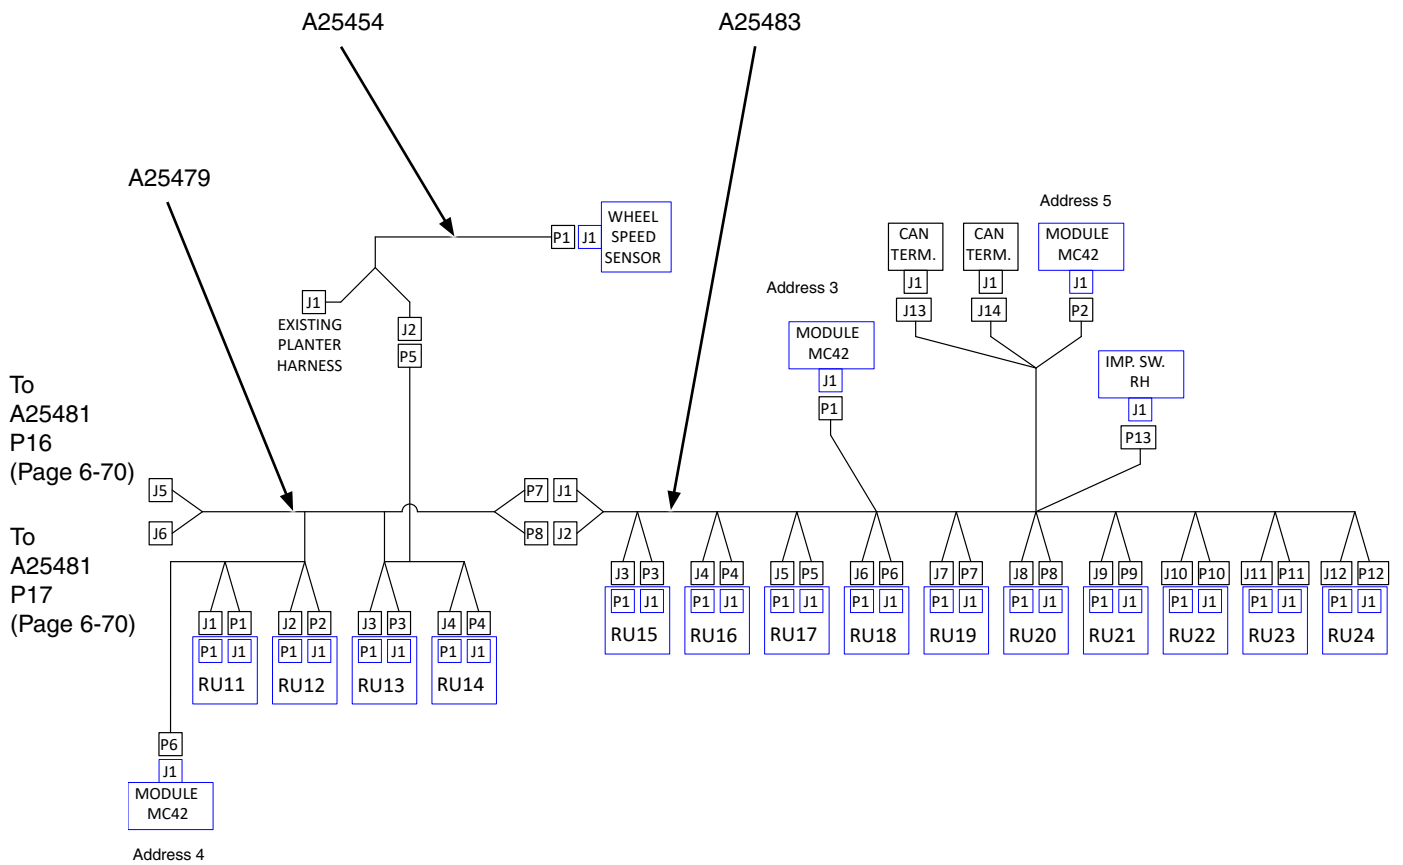 A25454
A25483
A25479
Address 5
WHEEL
SPEED
SENSOR
P1 J1
CAN
TERM.
CAN
TERM.
MODULE
MC42
J1 J1 J1
J13 J14 P2
Address 3
MODULE
MC42
J1
P1
J1
EXISTING
PLANTER
HARNESS
J2
P5
IMP. SW.
RH
J1
P13
To
A25481
P16
(Page 6-70)
J5
J6
To
A25481
P17
(Page 6-70)
P7 J1
P8 J2
J3 P3 J4 P4 J5 P5 J6 P6 J7 P7 J8 P8 J9 P9 J10 P10 J11 P11 J12 P12
P1 J1 P1 J1 P1 J1 P1 J1 P1 J1 P1 J1 P1 J1 P1 J1 P1 J1 P1 J1
RU15 RU16 RU17 RU18 RU19 RU20 RU21 RU22 RU23 RU24
J1 P1 J2 P2 J3 P3 J4 P4
P1 J1 P1 J1 P1 J1 P1 J1
RU11 RU12 RU13 RU14
P6
J1
MODULE
MC42
Address 4